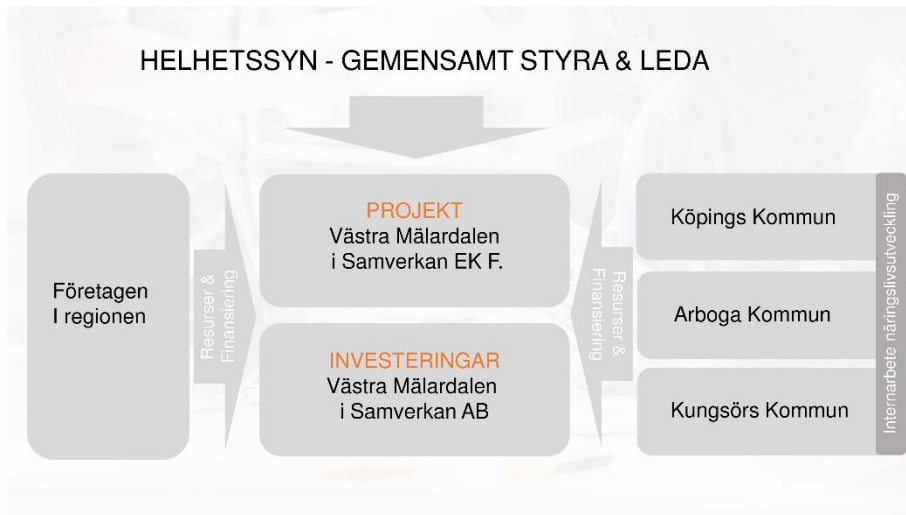 HELHETSSYN - GEMENSAMT STYRA & LEDA
Företagen
I regionen
Resurser &
Finansiering
PROJEKT
Västra Mälardalen
i Samverkan EK F.
INVESTERINGAR
Västra Mälardalen
i Samverkan AB
Resurser &
Finansiering
Köpings Kommun
Arboga Kommun
Kungsörs Kommun
Internarbete näringslivsutveckling